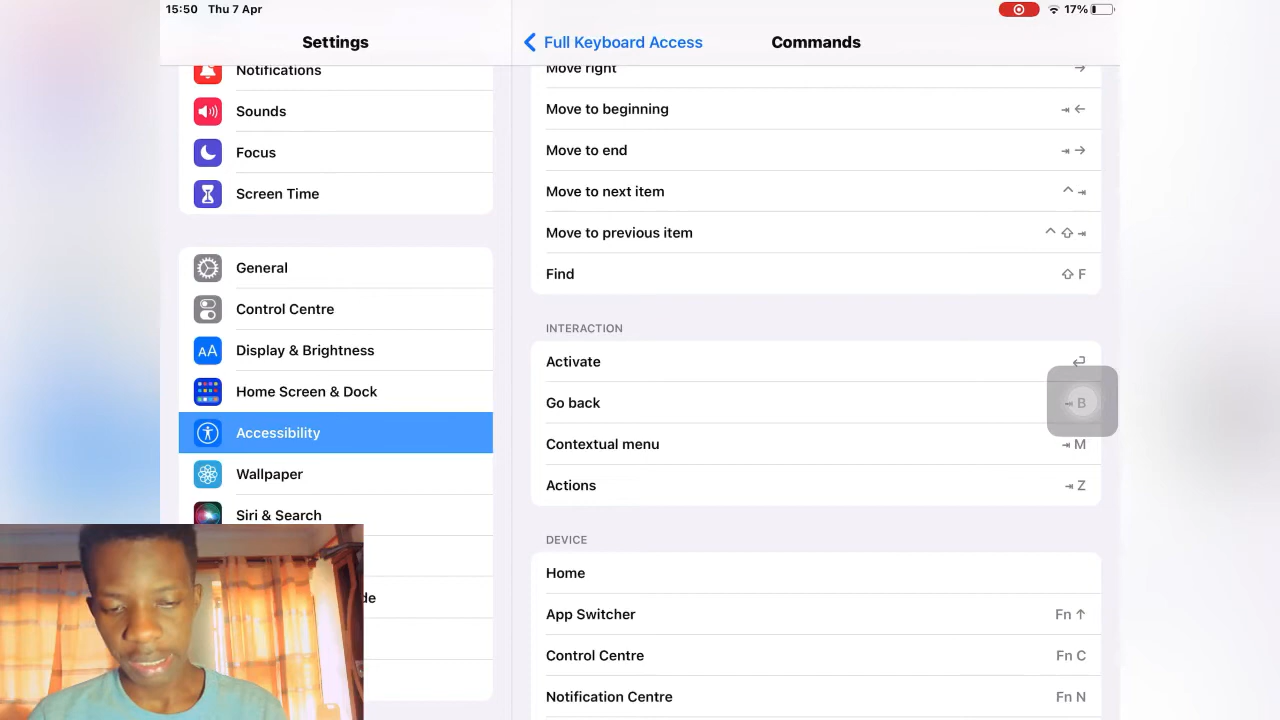 15:50 Thu 7 Apr
17%
Settings
Notifications
Sounds
Focus
Screen Time
General
Control Centre
Display & Brightness
AA
Home Screen & Dock
Accessibility
Wallpaper
Siri & Search
de
Full Keyboard Access
Commands
Move right →
Move to beginning ⇥ ←
Move to end ⇥ →
Move to next item ^ ⇥
Move to previous item ^ ⇧ ⇥
Find ⇧ F
INTERACTION
Activate ↩
Go back ⇥ B
Contextual menu ⇥ M
Actions ⇥ Z
DEVICE
Home
App Switcher Fn ↑
Control Centre Fn C
Notification Centre Fn N